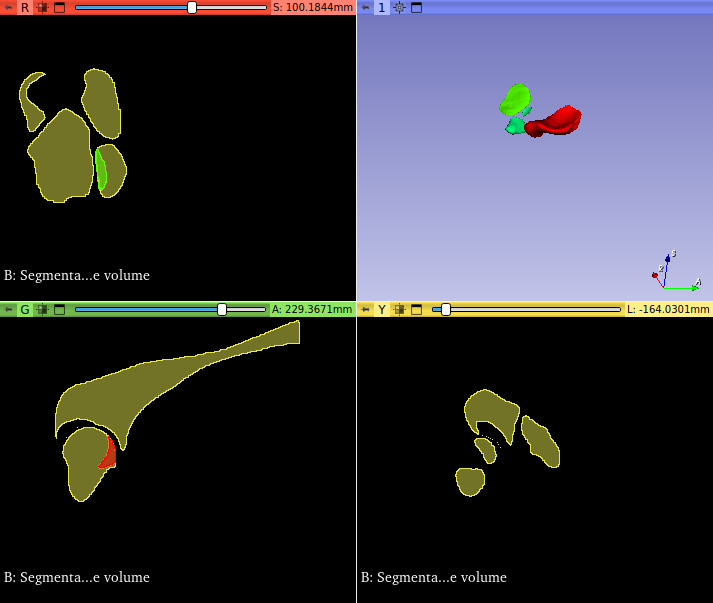 R S: 100.1844mm
1
B: Segmenta...e volume
S
R
A
G A: 229.3671mm
Y L: -164.0301mm
B: Segmenta...e volume
B: Segmenta...e volume